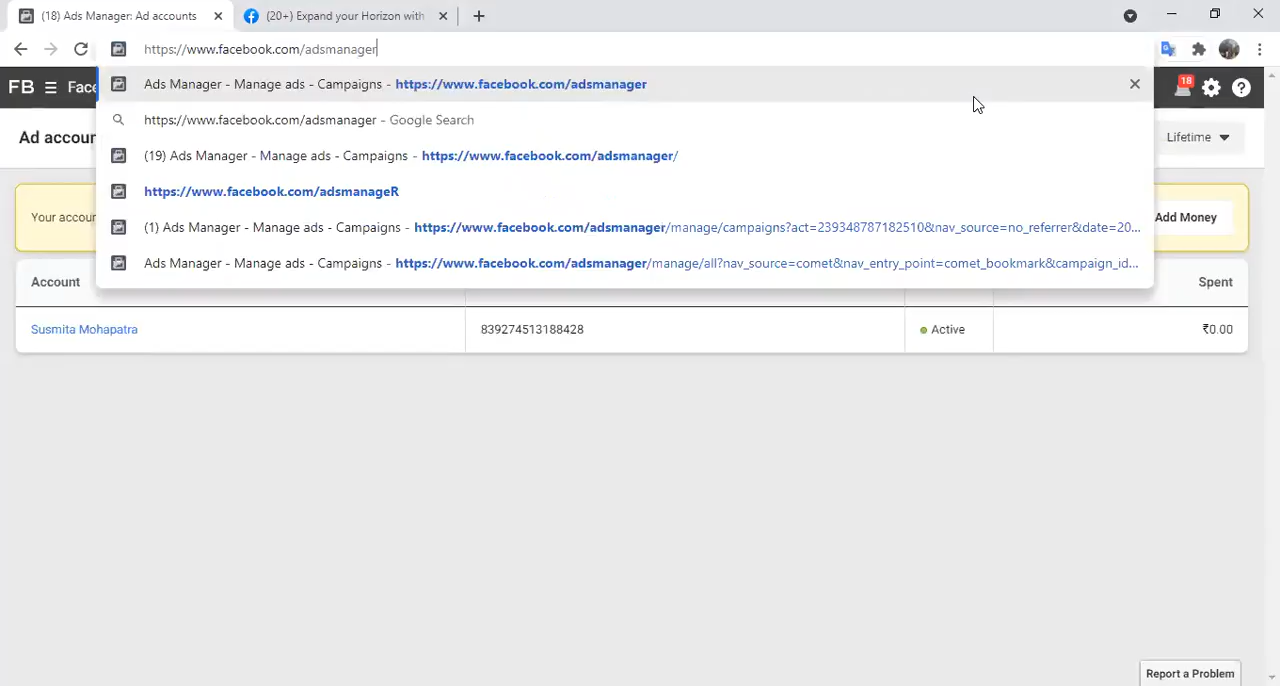 (18) Ads Manager: Ad accounts
(20+) Expand your Horizon with
https://www.facebook.com/adsmanager
FB
Face
Ads Manager - Manage ads - Campaigns - https://www.facebook.com/adsmanager
18
https://www.facebook.com/adsmanager - Google Search
Ad accoun
Lifetime
(19) Ads Manager - Manage ads - Campaigns - https://www.facebook.com/adsmanager/
https://www.facebook.com/adsmanageR
Your accoun
Add Money
(1) Ads Manager - Manage ads - Campaigns - https://www.facebook.com/adsmanager/manage/campaigns?act=239348787182510&nav_source=no_referrer&date=20...
Ads Manager - Manage ads - Campaigns - https://www.facebook.com/adsmanager/manage/all?nav_source=comet&nav_entry_point=comet_bookmark&campaign_id...
Account
Spent
Susmita Mohapatra
839274513188428
Active
₹0.00
Report a Problem